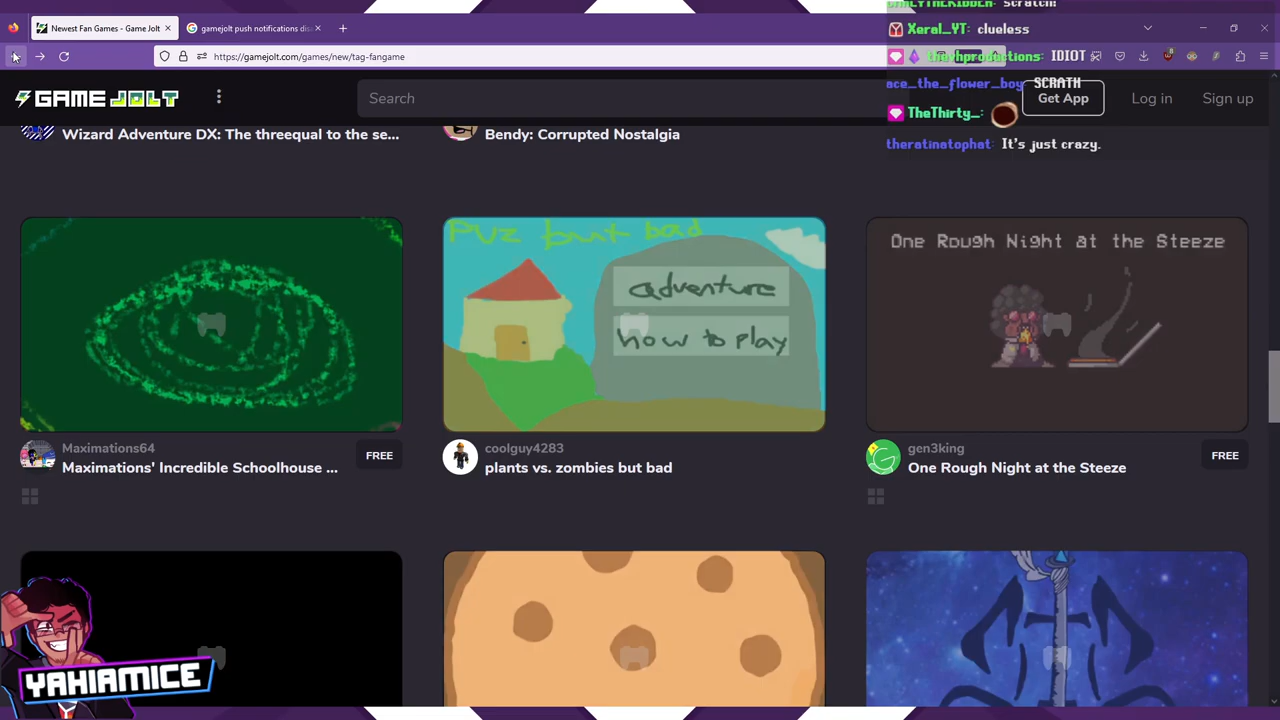 scratch!
Newest Fan Games - Game Jolt
gamejolt push notifications disa
Xeral_YT: clueless
https://gamejolt.com/games/new/tag-fangame
thevhproductions: IDIOT
ace_the_flower_boy SCRATH
TheThirty_:
theratinatophat: It's just crazy.
GAME JOLT
Search
Get App
Log in
Sign up
Wizard Adventure DX: The threequal to the se...
Bendy: Corrupted Nostalgia
PVZ but bad
adventure
how to play
One Rough Night at the Steeze
Maximations64
Maximations' Incredible Schoolhouse ...
FREE
coolguy4283
plants vs. zombies but bad
gen3king
One Rough Night at the Steeze
FREE
YAHIAMICE